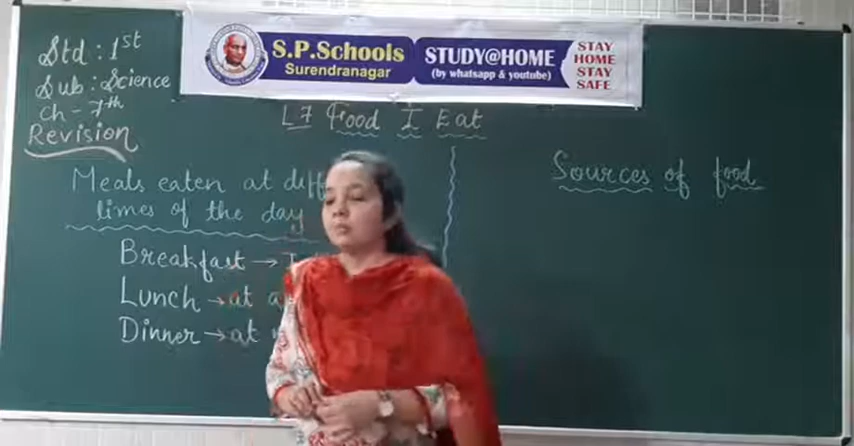 Std : 1st
Sub : Science
Ch - 7th
Revision
S.P.Schools
Surendranagar
STUDY@HOME
(by whatsapp & youtube)
STAY
HOME
STAY
SAFE
L7 Food I Eat
Meals eaten at
times of the day
Breakfast →
Lunch → at
Dinner → at
Sources of food